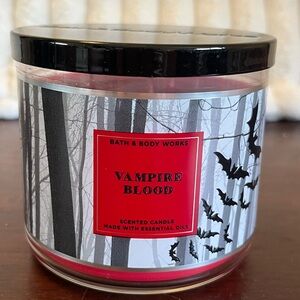 BATH & BODY WORKS
VAMPIRE
BLOOD
SCENTED CANDLE
MADE WITH ESSENTIAL OILS